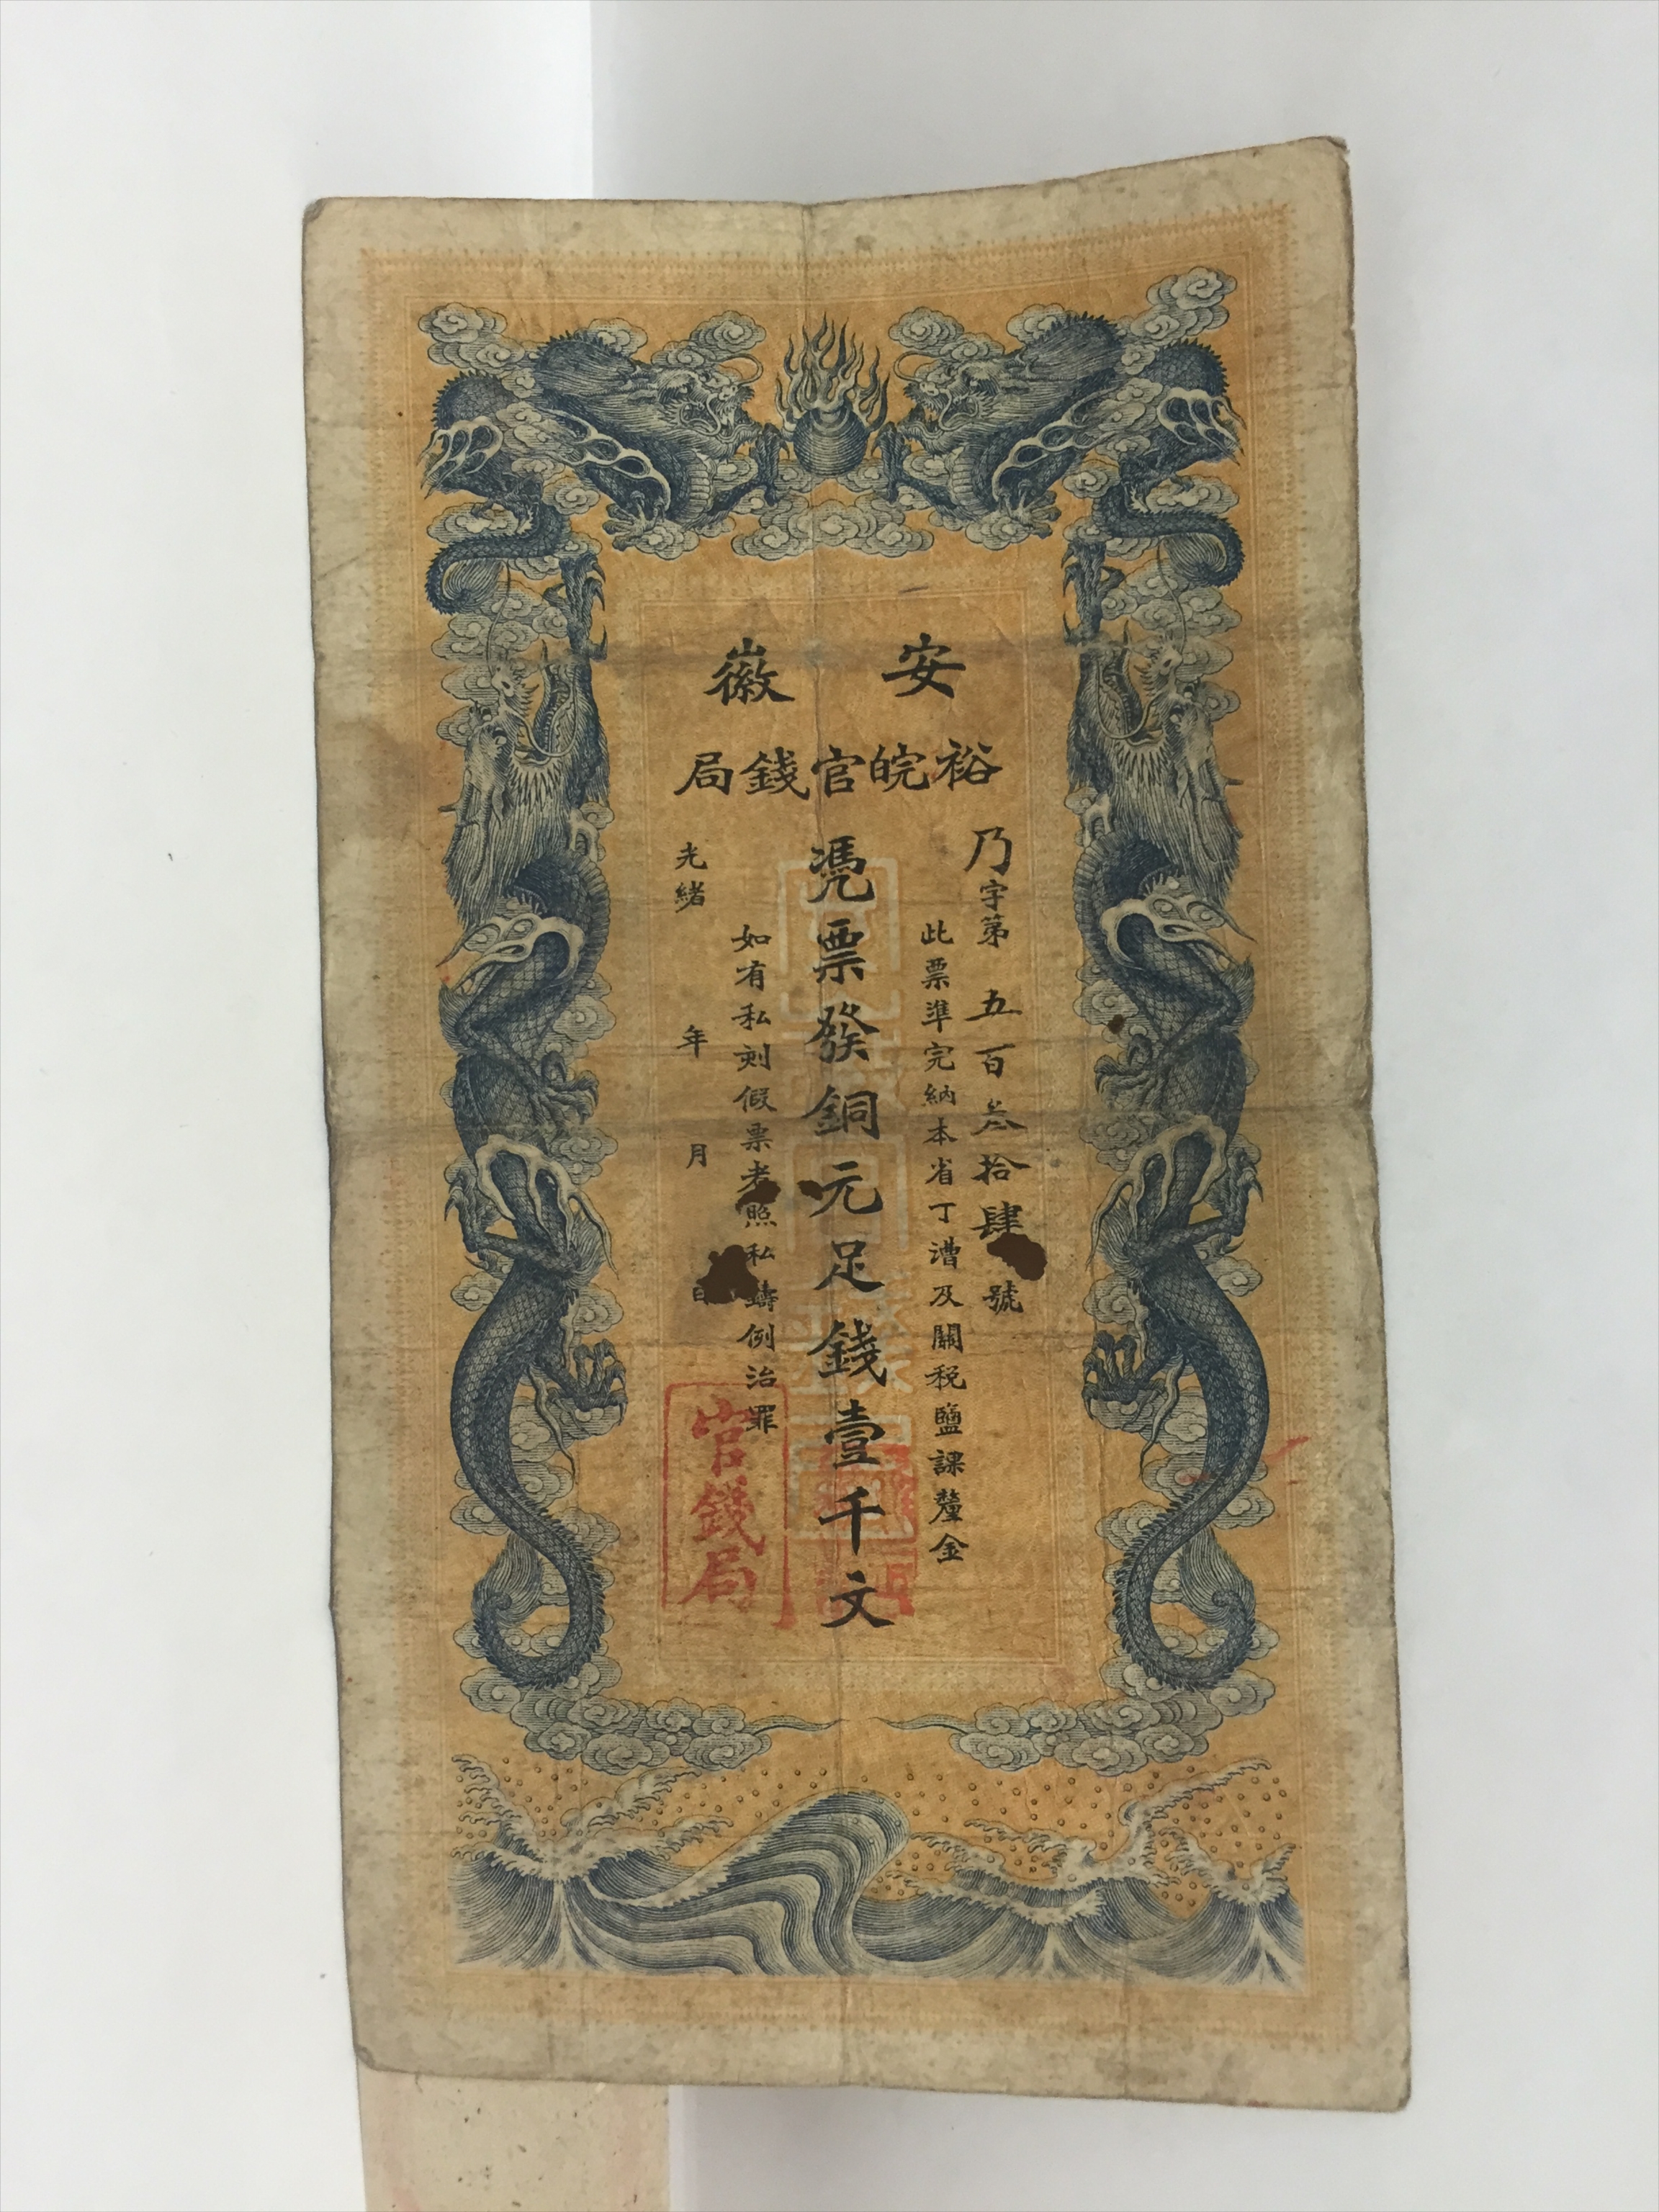 安徽
裕皖官錢局
乃字第五百叁拾肆號
此票準完納本省丁漕及關稅鹽課釐金
憑票發銅元足錢壹千文
如有私刻假票者照私鑄例治罪
光緒年月日
官錢局